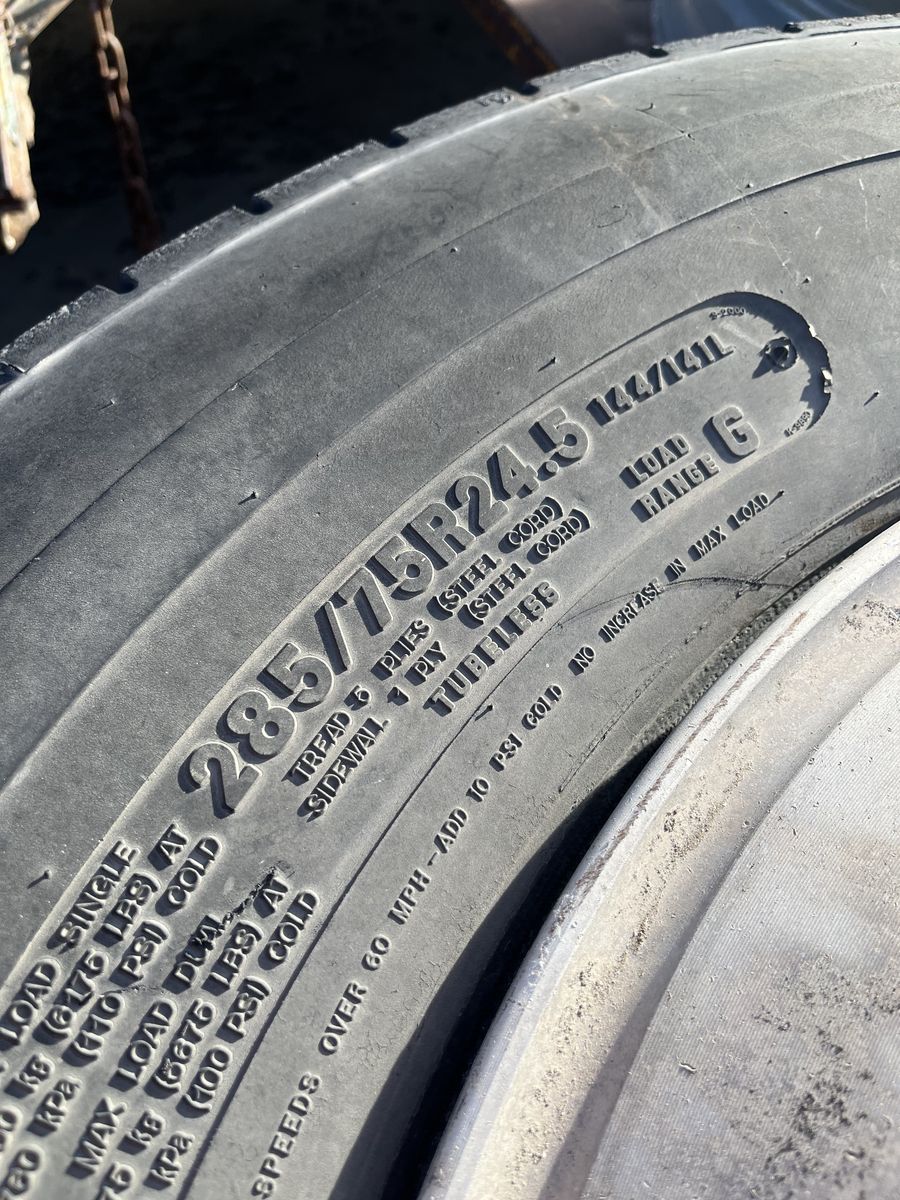 285/75R24.5 144/141L
LOAD
RANGE G
TREAD 5 PLIES (STEEL CORD)
SIDEWALL 1 PLY (STEEL CORD)
TUBELESS
LOAD SINGLE
KG (6175 LBS) AT
KPa (110 PSI) COLD
MAX LOAD DUAL
KG (5675 LBS) AT
KPa (100 PSI) COLD
SPEEDS OVER 60 MPH - ADD 10 PSI COLD NO INCREASE IN MAX LOAD